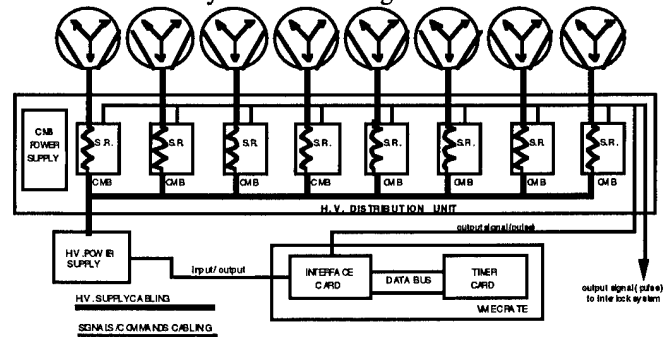 CMB
POWER
SUPPLY
S.R. S.R. S.R. S.R. S.R. S.R. S.R. S.R.
CMB CMB CMB CMB CMB CMB CMB CMB
H.V. DISTRIBUTION UNIT
output signal(pulse)
H.V. POWER
SUPPLY
input/output
INTERFACE
CARD
DATA BUS
TIMER
CARD
VME CRATE
output signal(pulse)
to interlock system
H.V. SUPPLY CABLING
SIGNALS/COMMANDS CABLING